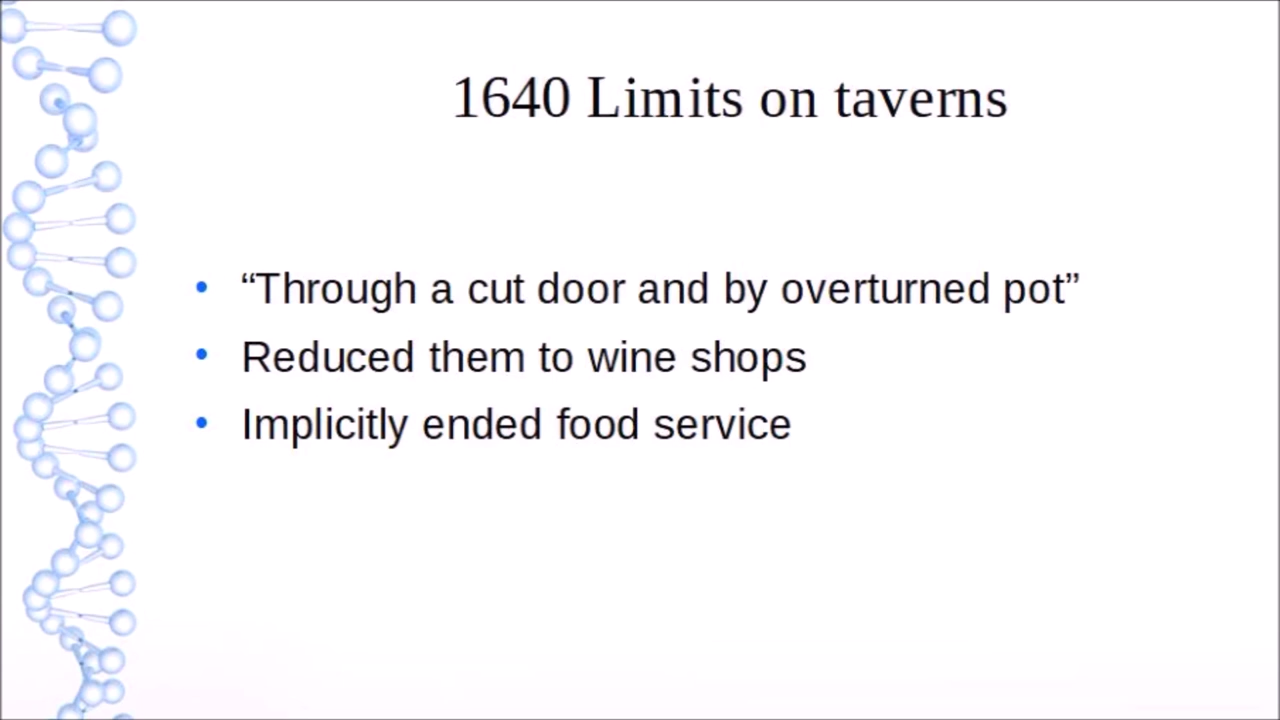 1640 Limits on taverns
“Through a cut door and by overturned pot”
Reduced them to wine shops
Implicitly ended food service